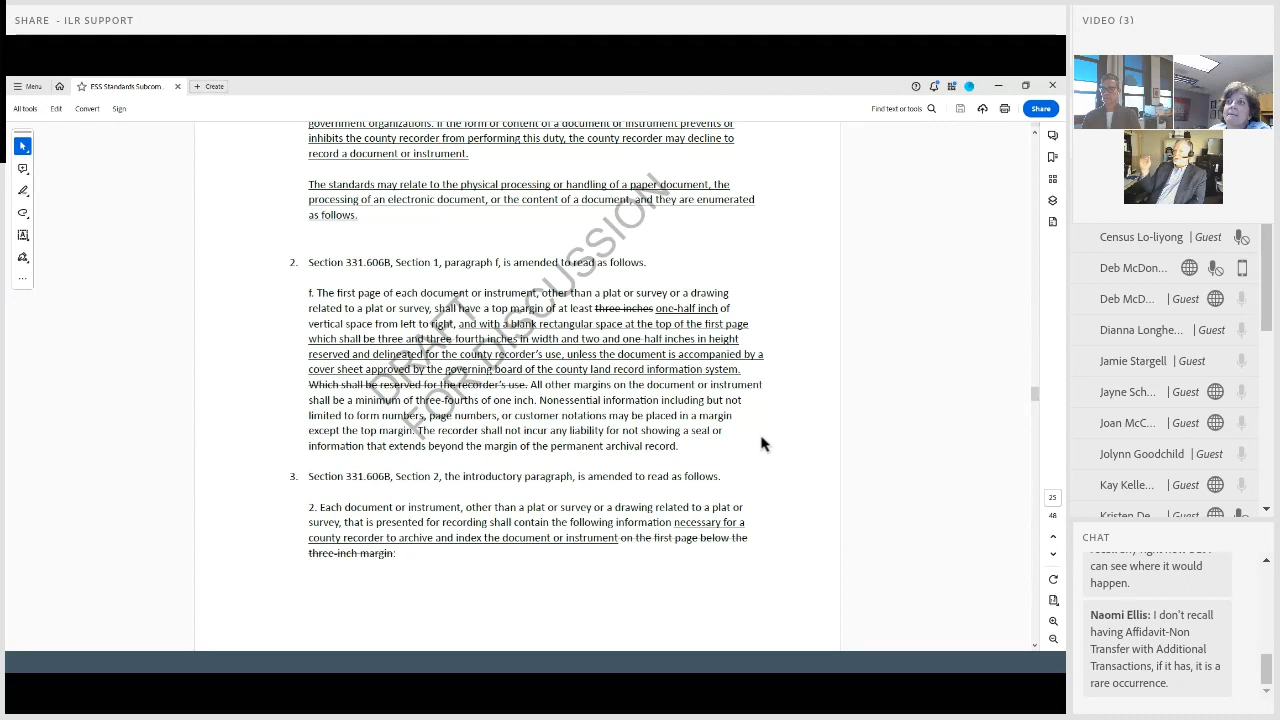 SHARE - ILR SUPPORT
Menu
ESS Standards Subcom...
Create
All tools
Edit
Convert
Sign
Find text or tools
Share
government organizations. If the form or content of a document or instrument prevents or
inhibits the county recorder from performing this duty, the county recorder may decline to
record a document or instrument.
The standards may relate to the physical processing or handling of a paper document, the
processing of an electronic document, or the content of a document, and they are enumerated
as follows.
2. Section 331.606B, Section 1, paragraph f, is amended to read as follows.
f. The first page of each document or instrument, other than a plat or survey or a drawing
related to a plat or survey, shall have a top margin of at least three inches one-half inch of
vertical space from left to right, and with a blank rectangular space at the top of the first page
which shall be three and three-fourths inches in width and two and one-half inches in height
reserved and delineated for the county recorder's use, unless the document is accompanied by a
cover sheet approved by the governing board of the county land record information system.
Which shall be reserved for the recorder's use. All other margins on the document or instrument
shall be a minimum of three-fourths of one inch. Nonessential information including but not
limited to form numbers, page numbers, or customer notations may be placed in a margin
except the top margin. The recorder shall not incur any liability for not showing a seal or
information that extends beyond the margin of the permanent archival record.
3. Section 331.606B, Section 2, the introductory paragraph, is amended to read as follows.
2. Each document or instrument, other than a plat or survey or a drawing related to a plat or
survey, that is presented for recording shall contain the following information necessary for a
county recorder to archive and index the document or instrument on the first page below the
three-inch margin:
DRAFT
FOR DISCUSSION
25
48
VIDEO (3)
Census Lo-liyong | Guest
Deb McDon...
Deb McD... | Guest
Dianna Longhe... | Guest
Jamie Stargell | Guest
Jayne Sch... | Guest
Joan McC... | Guest
Jolynn Goodchild | Guest
Kay Kelle... | Guest
Kristen De... | Guest
CHAT
can see where it would
happen.
Naomi Ellis: I don't recall
having Affidavit-Non
Transfer with Additional
Transactions, if it has, it is a
rare occurrence.